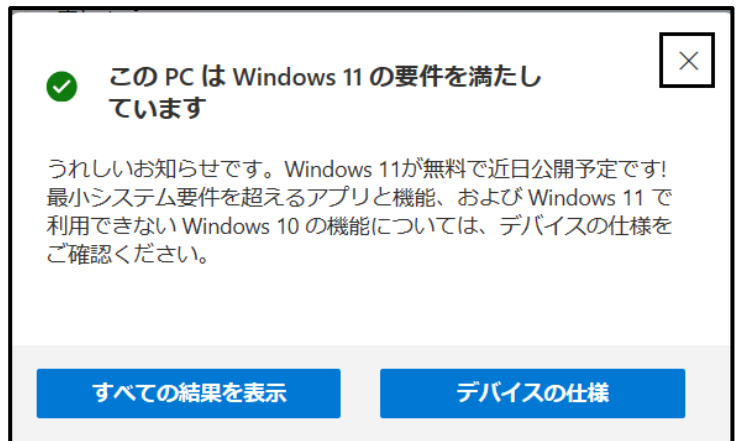 この PC は Windows 11 の要件を満たし
ています
うれしいお知らせです。Windows 11が無料で近日公開予定です!
最小システム要件を超えるアプリと機能、および Windows 11 で
利用できない Windows 10 の機能については、デバイスの仕様を
ご確認ください。
すべての結果を表示
デバイスの仕様